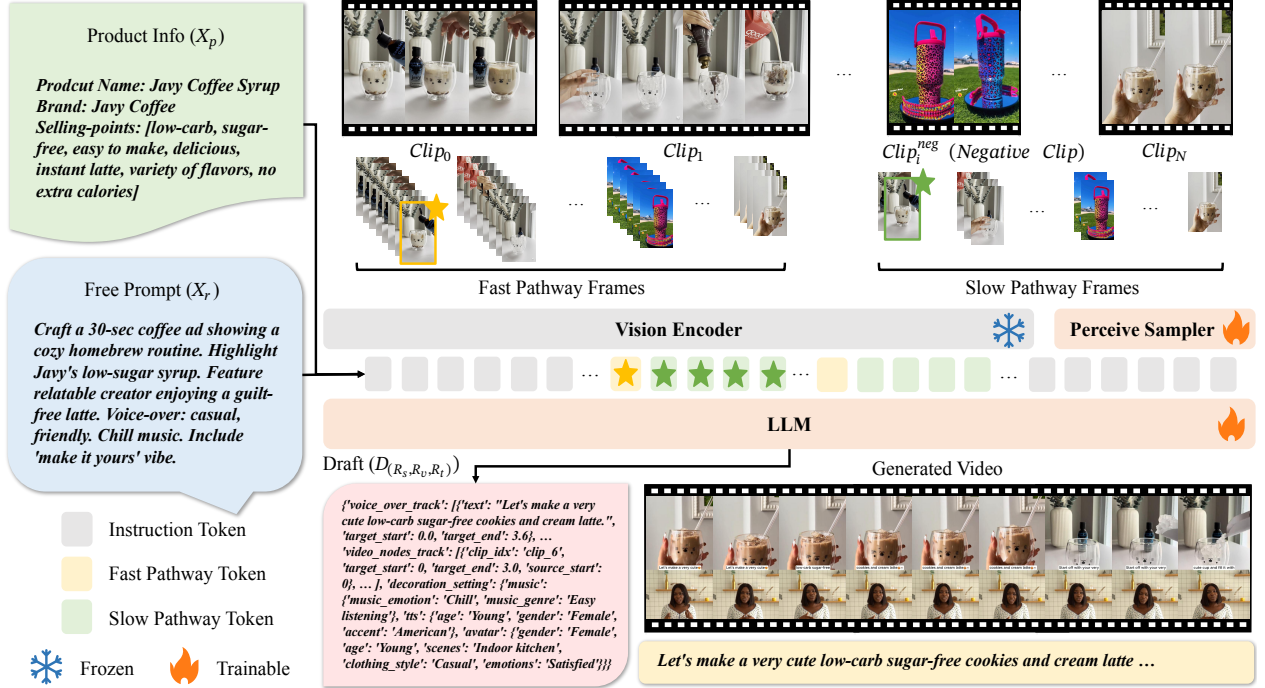 Product Info (X_p)
Prodcut Name: Javy Coffee Syrup
Brand: Javy Coffee
Selling-points: [low-carb, sugar-
free, easy to make, delicious,
instant latte, variety of flavors, no
extra calories]
Free Prompt (X_r)
Craft a 30-sec coffee ad showing a
cozy homebrew routine. Highlight
Javy's low-sugar syrup. Feature
relatable creator enjoying a guilt-
free latte. Voice-over: casual,
friendly. Chill music. Include
'make it yours' vibe.
Instruction Token
Fast Pathway Token
Slow Pathway Token
Frozen
Trainable
...
...
Clip_0
Clip_1
Clip_i^neg (Negative Clip)
Clip_N
...
...
...
...
Fast Pathway Frames
Slow Pathway Frames
Vision Encoder
Perceive Sampler
...
...
...
LLM
Draft (D_(R_s,R_v,R_t))
{'voice_over_track': [{'text': "Let's make a very
cute low-carb sugar-free cookies and cream latte.",
'target_start': 0.0, 'target_end': 3.6}, ...
'video_nodes_track': [{'clip_idx': 'clip_6',
'target_start': 0, 'target_end': 3.0, 'source_start':
0}, ... ], 'decoration_setting': {'music':
{'music_emotion': 'Chill', 'music_genre': 'Easy
listening'}, 'tts': {'age': 'Young', 'gender': 'Female',
'accent': 'American'}, 'avatar': {'gender': 'Female',
'age': 'Young', 'scenes': 'Indoor kitchen',
'clothing_style': 'Casual', 'emotions': 'Satisfied'}}}
Generated Video
Let's make a very cute low-carb sugar-free cookies and cream latte ...